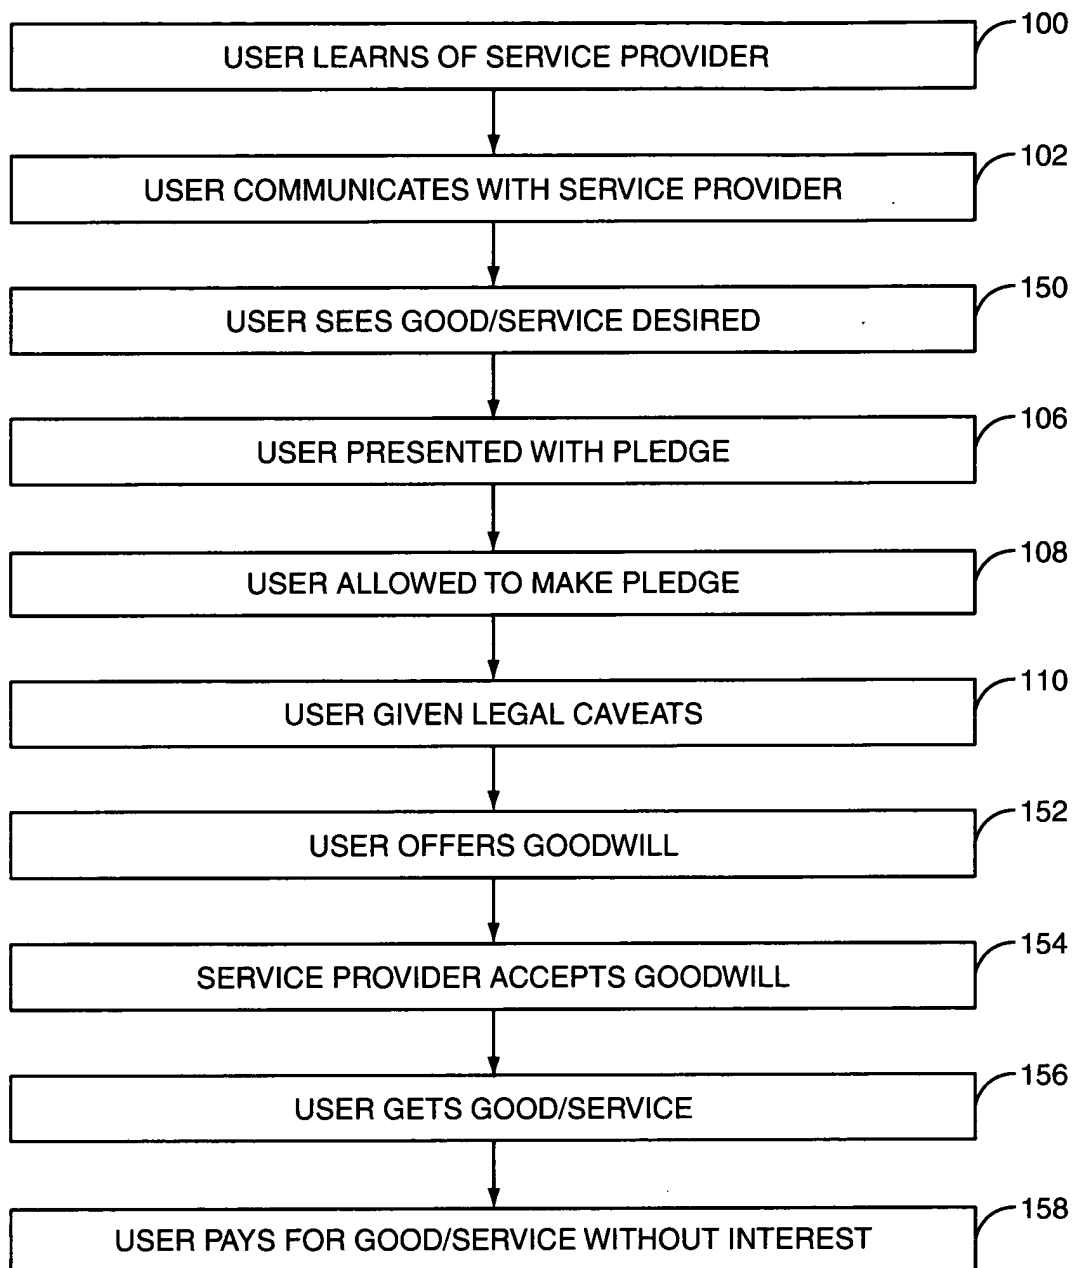 100
USER LEARNS OF SERVICE PROVIDER
102
USER COMMUNICATES WITH SERVICE PROVIDER
150
USER SEES GOOD/SERVICE DESIRED
106
USER PRESENTED WITH PLEDGE
108
USER ALLOWED TO MAKE PLEDGE
110
USER GIVEN LEGAL CAVEATS
152
USER OFFERS GOODWILL
154
SERVICE PROVIDER ACCEPTS GOODWILL
156
USER GETS GOOD/SERVICE
158
USER PAYS FOR GOOD/SERVICE WITHOUT INTEREST